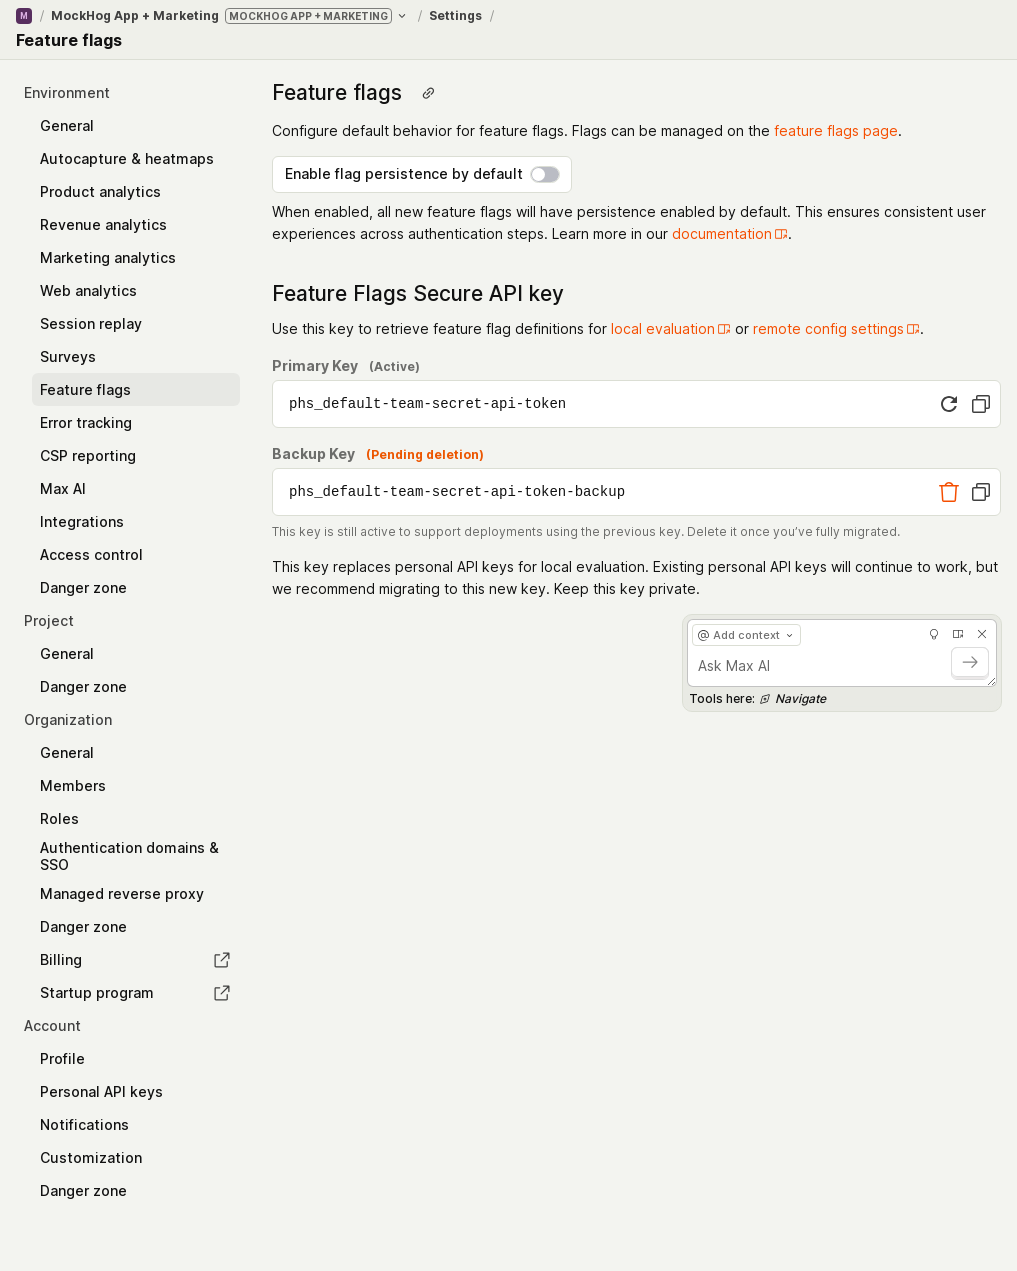 M / MockHog App + Marketing MOCKHOG APP + MARKETING / Settings /
Feature flags
Environment
General
Autocapture & heatmaps
Product analytics
Revenue analytics
Marketing analytics
Web analytics
Session replay
Surveys
Feature flags
Error tracking
CSP reporting
Max AI
Integrations
Access control
Danger zone
Project
General
Danger zone
Organization
General
Members
Roles
Authentication domains &
SSO
Managed reverse proxy
Danger zone
Billing
Startup program
Account
Profile
Personal API keys
Notifications
Customization
Danger zone
Feature flags
Configure default behavior for feature flags. Flags can be managed on the feature flags page.
Enable flag persistence by default
When enabled, all new feature flags will have persistence enabled by default. This ensures consistent user
experiences across authentication steps. Learn more in our documentation.
Feature Flags Secure API key
Use this key to retrieve feature flag definitions for local evaluation or remote config settings.
Primary Key (Active)
phs_default-team-secret-api-token
Backup Key (Pending deletion)
phs_default-team-secret-api-token-backup
This key is still active to support deployments using the previous key. Delete it once you’ve fully migrated.
This key replaces personal API keys for local evaluation. Existing personal API keys will continue to work, but
we recommend migrating to this new key. Keep this key private.
@ Add context
Ask Max AI
Tools here: Navigate